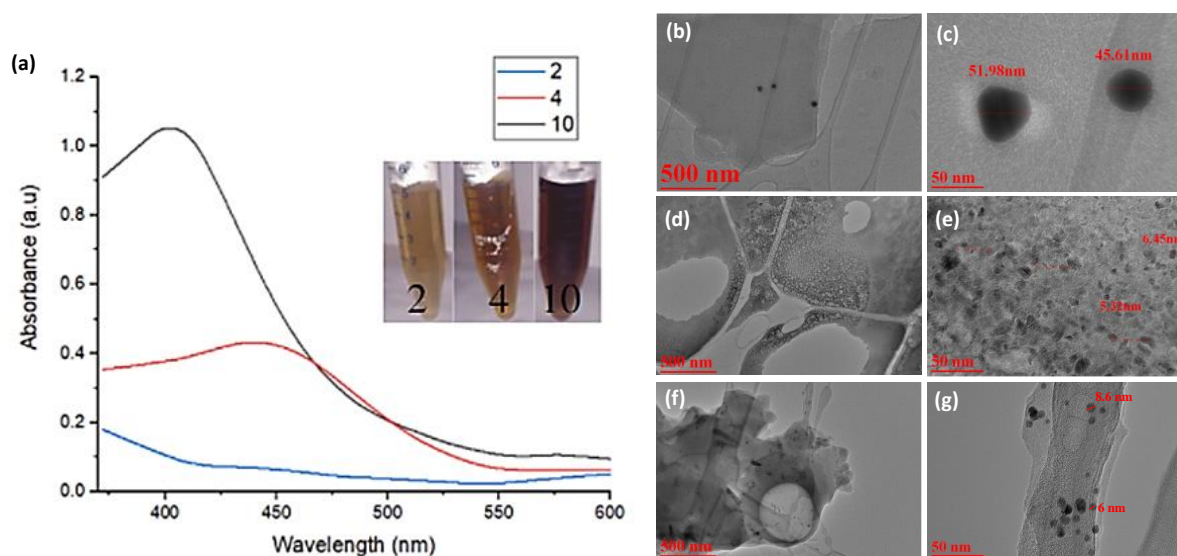 (a)
1.2
1.0
0.8
0.6
0.4
0.2
0.0
400
450
500
550
600
Absorbance (a.u)
Wavelength (nm)
2
4
10
2
4
10
(b)
500 nm
(c)
51.98nm
45.61nm
50 nm
(d)
500 nm
(e)
6.45nm
5.32nm
50 nm
(f)
500 nm
(g)
8.6 nm
6 nm
50 nm